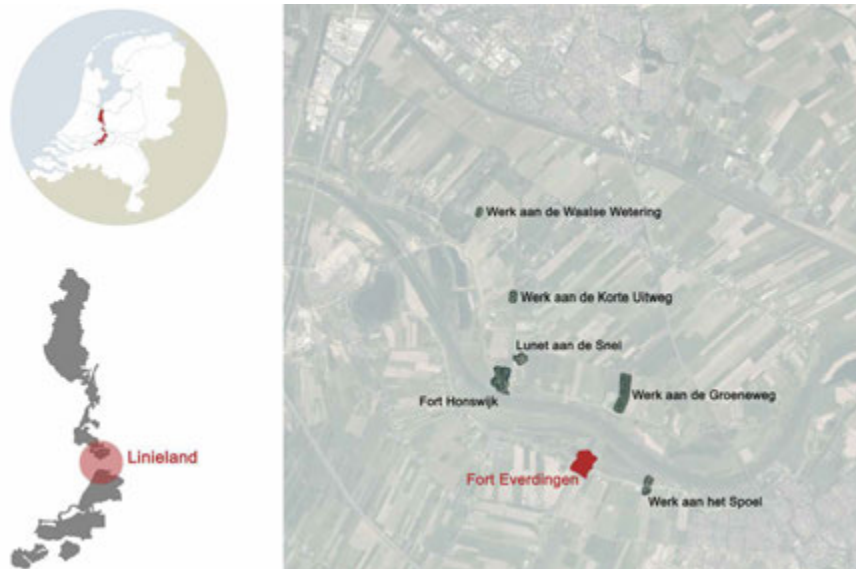 Werk aan de Waalse Wetering
Werk aan de Korte Uitweg
Lunet aan de Snel
Fort Honswijk
Werk aan de Groeneweg
Linieland
Fort Everdingen
Werk aan het Spoel